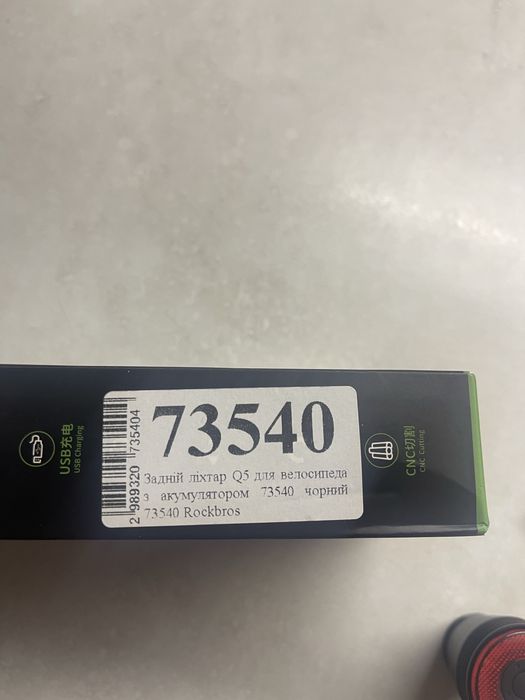 USB充电
USB Charging
2 989320 735404
73540
Задній ліхтар Q5 для велосипеда
з акумулятором 73540 чорний
73540 Rockbros
CNC切割
CNC Cutting